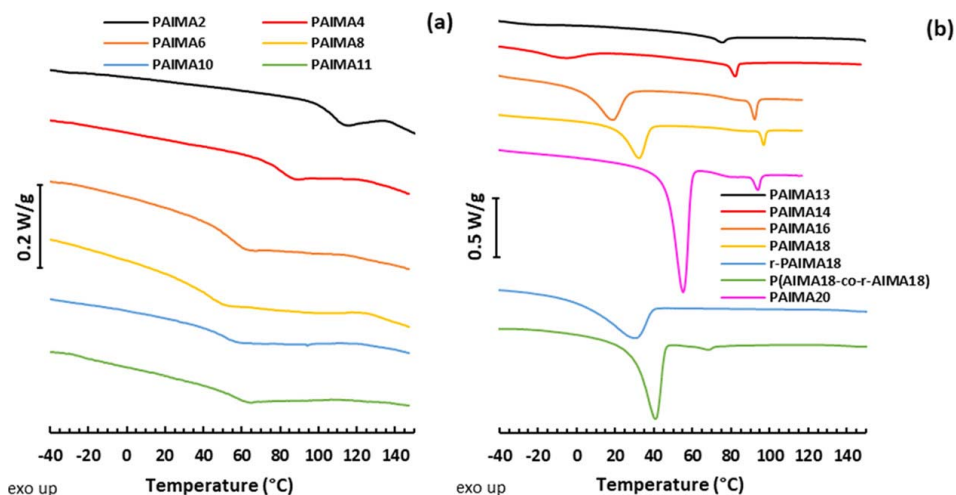 PAIMA2 PAIMA4
PAIMA6 PAIMA8
PAIMA10 PAIMA11
(a)
0.2 W/g
-40 -20 0 20 40 60 80 100 120 140
exo up
Temperature (°C)
(b)
0.5 W/g
PAIMA13
PAIMA14
PAIMA16
PAIMA18
r-PAIMA18
P(AIMA18-co-r-AIMA18)
PAIMA20
-40 -20 0 20 40 60 80 100 120 140
exo up
Temperature (°C)